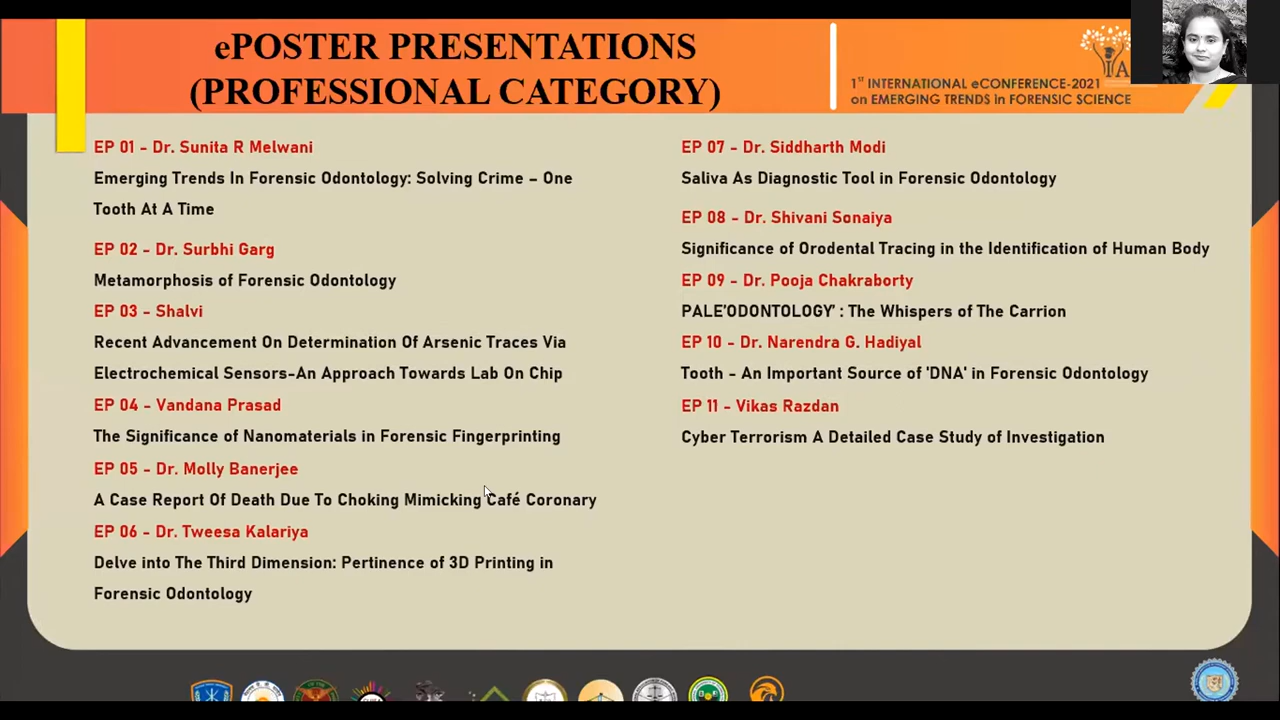 ePOSTER PRESENTATIONS
(PROFESSIONAL CATEGORY)
1ST INTERNATIONAL eCONFERENCE-2021
on EMERGING TRENDS in FORENSIC SCIENCE
EP 01 - Dr. Sunita R Melwani
Emerging Trends In Forensic Odontology: Solving Crime – One
Tooth At A Time
EP 02 - Dr. Surbhi Garg
Metamorphosis of Forensic Odontology
EP 03 - Shalvi
Recent Advancement On Determination Of Arsenic Traces Via
Electrochemical Sensors-An Approach Towards Lab On Chip
EP 04 - Vandana Prasad
The Significance of Nanomaterials in Forensic Fingerprinting
EP 05 - Dr. Molly Banerjee
A Case Report Of Death Due To Choking Mimicking Café Coronary
EP 06 - Dr. Tweesa Kalariya
Delve into The Third Dimension: Pertinence of 3D Printing in
Forensic Odontology
EP 07 - Dr. Siddharth Modi
Saliva As Diagnostic Tool in Forensic Odontology
EP 08 - Dr. Shivani Sonaiya
Significance of Orodental Tracing in the Identification of Human Body
EP 09 - Dr. Pooja Chakraborty
PALE'ODONTOLOGY' : The Whispers of The Carrion
EP 10 - Dr. Narendra G. Hadiyal
Tooth - An Important Source of 'DNA' in Forensic Odontology
EP 11 - Vikas Razdan
Cyber Terrorism A Detailed Case Study of Investigation